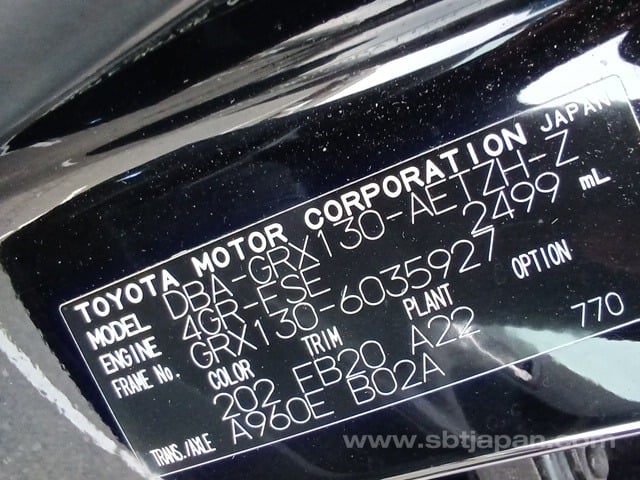 TOYOTA MOTOR CORPORATION JAPAN
MODEL DBA-GRX130-AETZH-Z
ENGINE 4GR-FSE 2499 mL
FRAME No. GRX130-6035927
COLOR TRIM PLANT OPTION
202 FB20 A22 770
TRANS./AXLE A960E B02A
www.sbtjapan.com